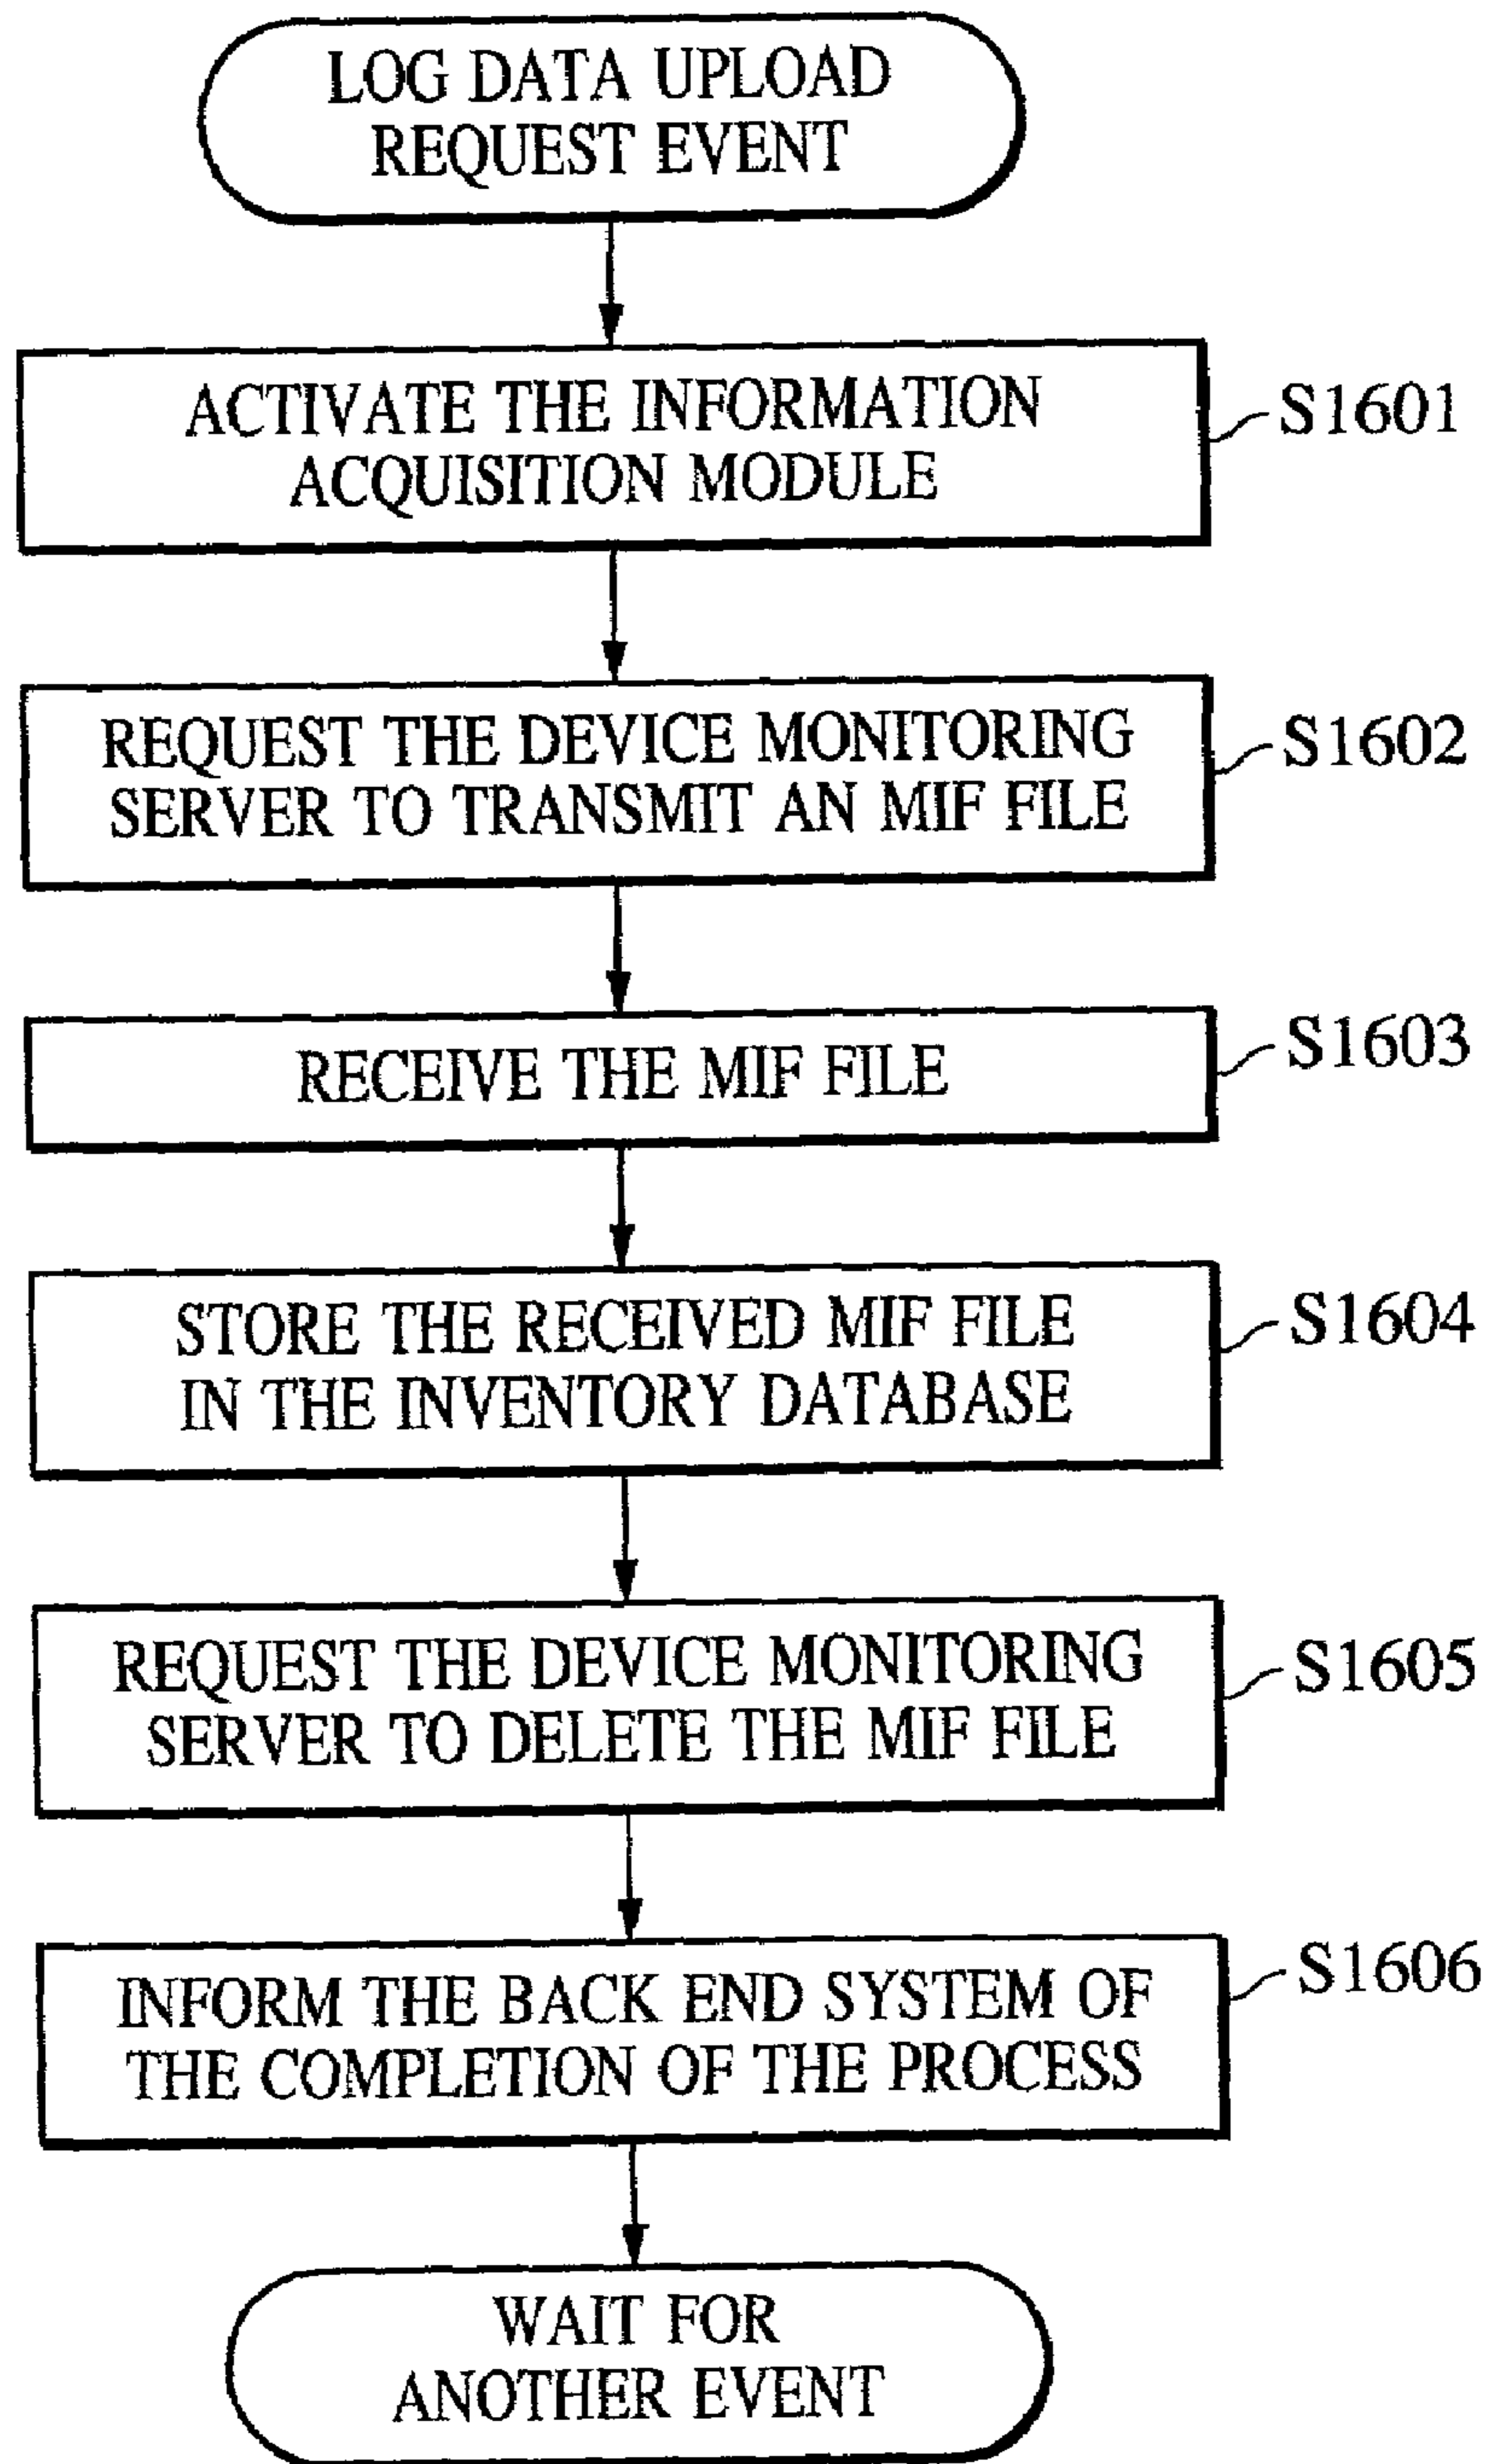 LOG DATA UPLOAD
REQUEST EVENT
ACTIVATE THE INFORMATION
ACQUISITION MODULE
S1601
REQUEST THE DEVICE MONITORING
SERVER TO TRANSMIT AN MIF FILE
S1602
RECEIVE THE MIF FILE
S1603
STORE THE RECEIVED MIF FILE
IN THE INVENTORY DATABASE
S1604
REQUEST THE DEVICE MONITORING
SERVER TO DELETE THE MIF FILE
S1605
INFORM THE BACK END SYSTEM OF
THE COMPLETION OF THE PROCESS
S1606
WAIT FOR
ANOTHER EVENT